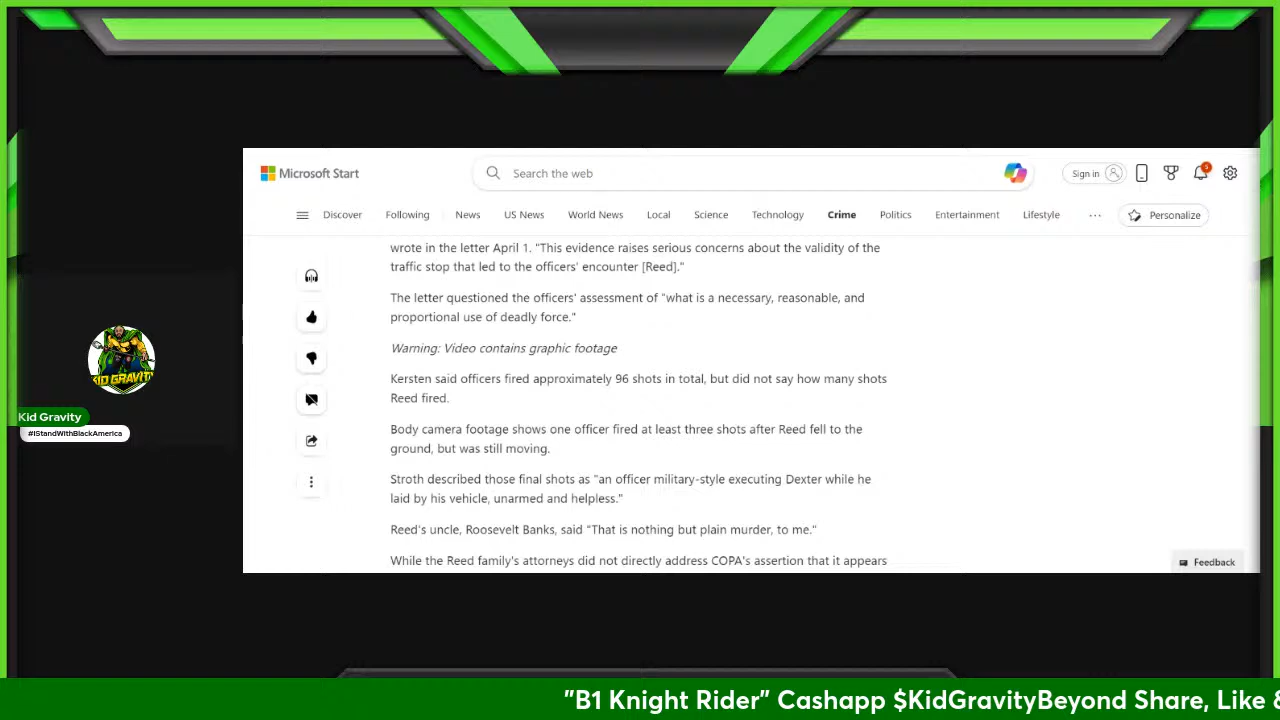 Microsoft Start
Search the web
Sign in
5
Discover
Following
News
US News
World News
Local
Science
Technology
Crime
Politics
Entertainment
Lifestyle
Personalize
wrote in the letter April 1. "This evidence raises serious concerns about the validity of the
traffic stop that led to the officers' encounter [Reed]."
The letter questioned the officers' assessment of "what is a necessary, reasonable, and
proportional use of deadly force."
Warning: Video contains graphic footage
Kersten said officers fired approximately 96 shots in total, but did not say how many shots
Reed fired.
Body camera footage shows one officer fired at least three shots after Reed fell to the
ground, but was still moving.
Stroth described those final shots as "an officer military-style executing Dexter while he
laid by his vehicle, unarmed and helpless."
Reed's uncle, Roosevelt Banks, said "That is nothing but plain murder, to me."
While the Reed family's attorneys did not directly address COPA's assertion that it appears
Feedback
KID GRAVITY
Kid Gravity
#IStandWithBlackAmerica
"B1 Knight Rider" Cashapp $KidGravityBeyond Share, Like &